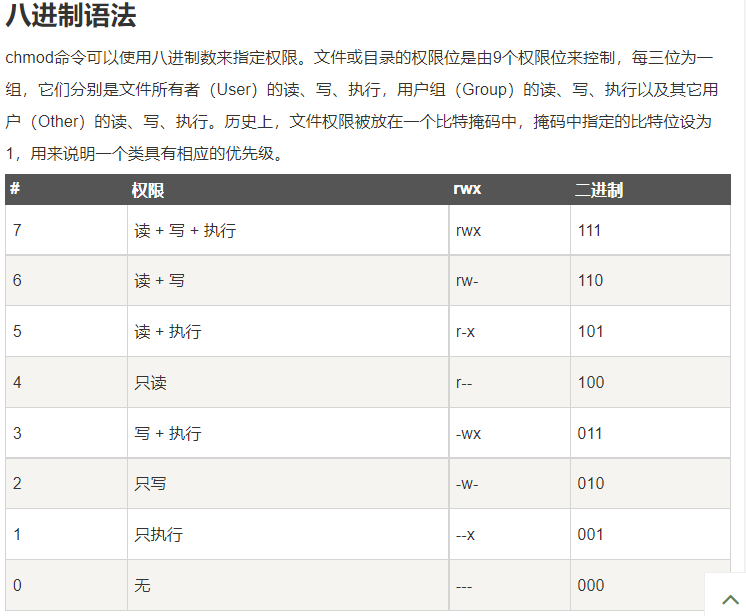 八进制语法
chmod命令可以使用八进制数来指定权限。文件或目录的权限位是由9个权限位来控制，每三位为一
组，它们分别是文件所有者（User）的读、写、执行，用户组（Group）的读、写、执行以及其它用
户（Other）的读、写、执行。历史上，文件权限被放在一个比特掩码中，掩码中指定的比特位设为
1，用来说明一个类具有相应的优先级。
# 权限 rwx 二进制
7 读 + 写 + 执行 rwx 111
6 读 + 写 rw- 110
5 读 + 执行 r-x 101
4 只读 r-- 100
3 写 + 执行 -wx 011
2 只写 -w- 010
1 只执行 --x 001
0 无 --- 000